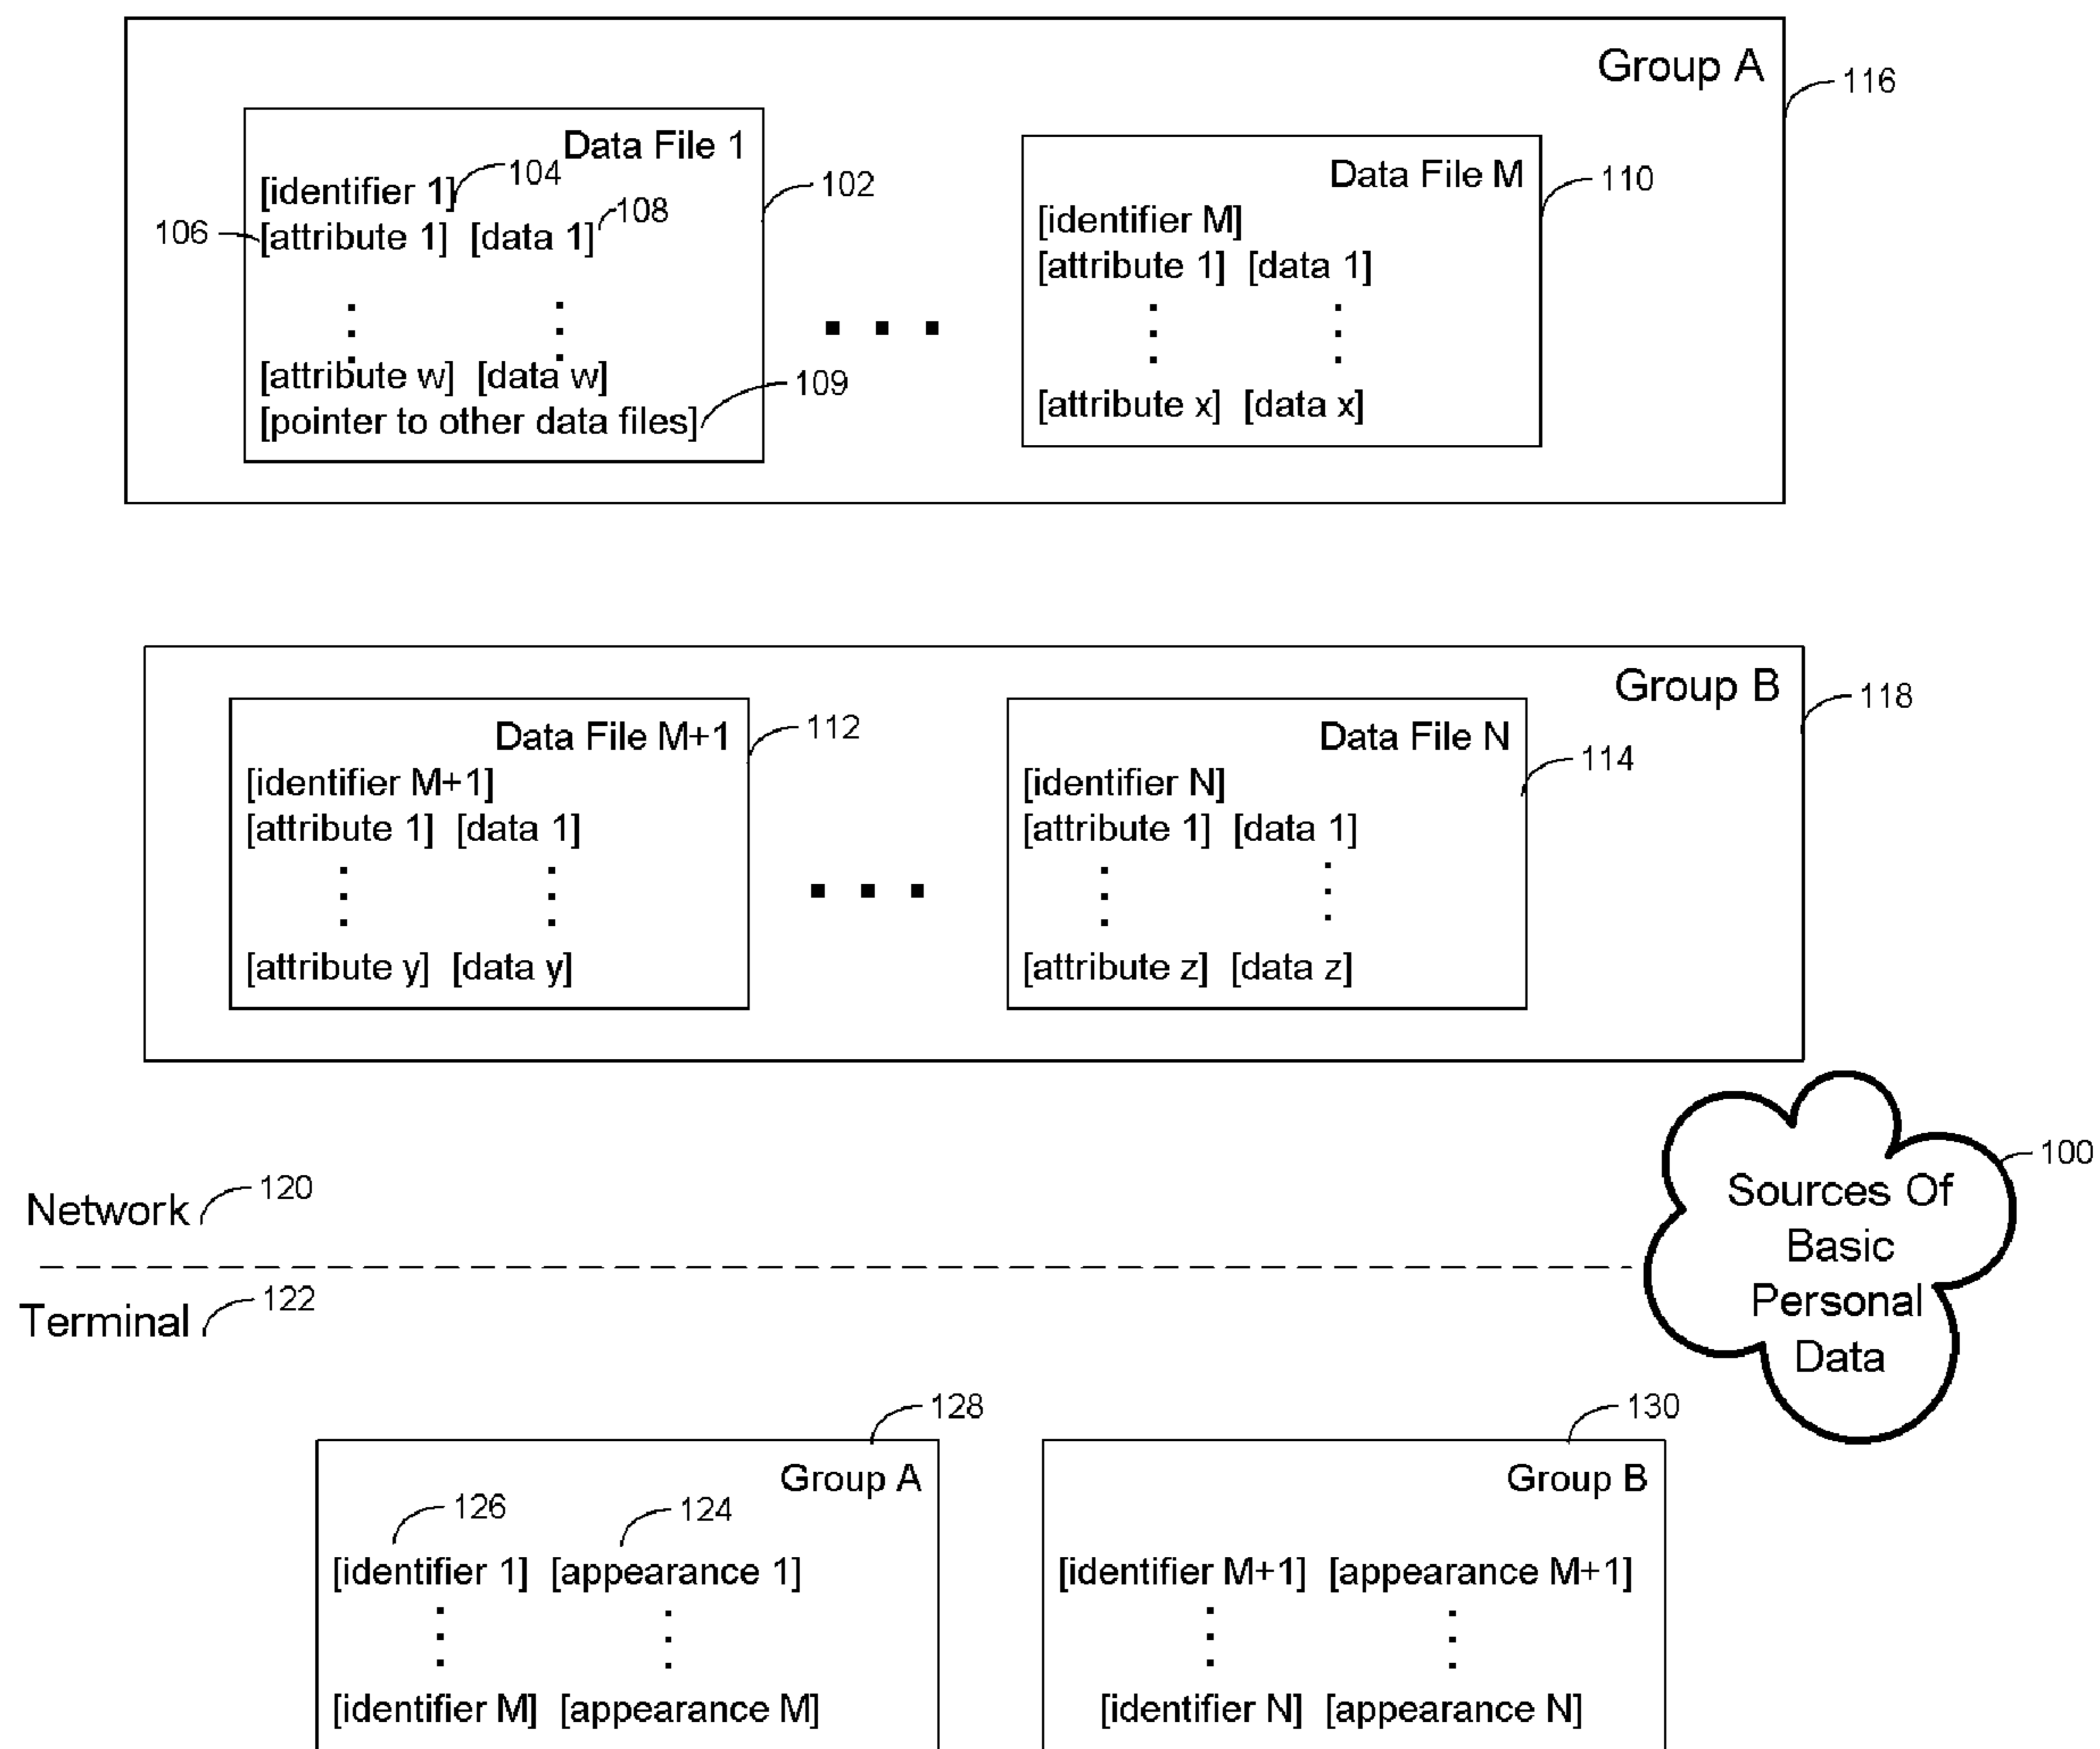 Group A
116
Data File 1
[identifier 1]
104
102
106
[attribute 1] [data 1]
108
[attribute w] [data w]
[pointer to other data files]
109
Data File M
110
[identifier M]
[attribute 1] [data 1]
[attribute x] [data x]
Group B
118
Data File M+1
112
[identifier M+1]
[attribute 1] [data 1]
[attribute y] [data y]
Data File N
114
[identifier N]
[attribute 1] [data 1]
[attribute z] [data z]
Network
120
Terminal
122
100
Sources Of
Basic
Personal
Data
128
Group A
126
124
[identifier 1] [appearance 1]
[identifier M] [appearance M]
130
Group B
[identifier M+1] [appearance M+1]
[identifier N] [appearance N]